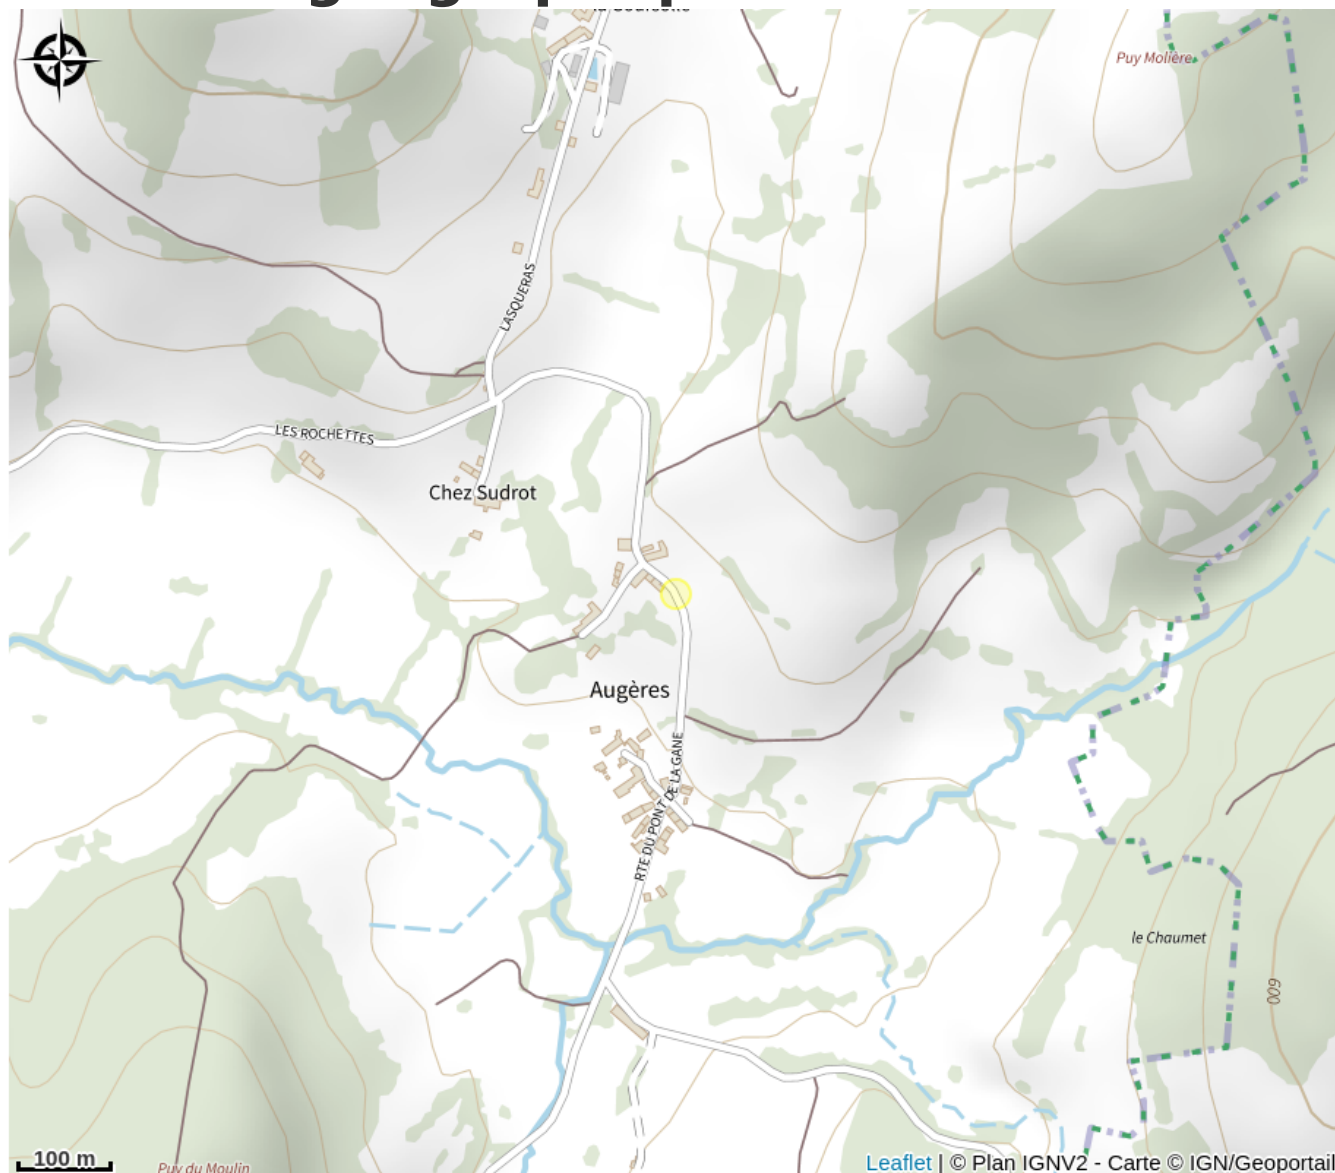 Puy Molière
LASQUERAS
LES ROCHETTES
Chez Sudrot
Augères
RTE DU PONT DE LA GANE
le Chaumet
600
100 m
Puy du Moulin
Leaflet | © Plan IGNV2 - Carte © IGN/Geoportail